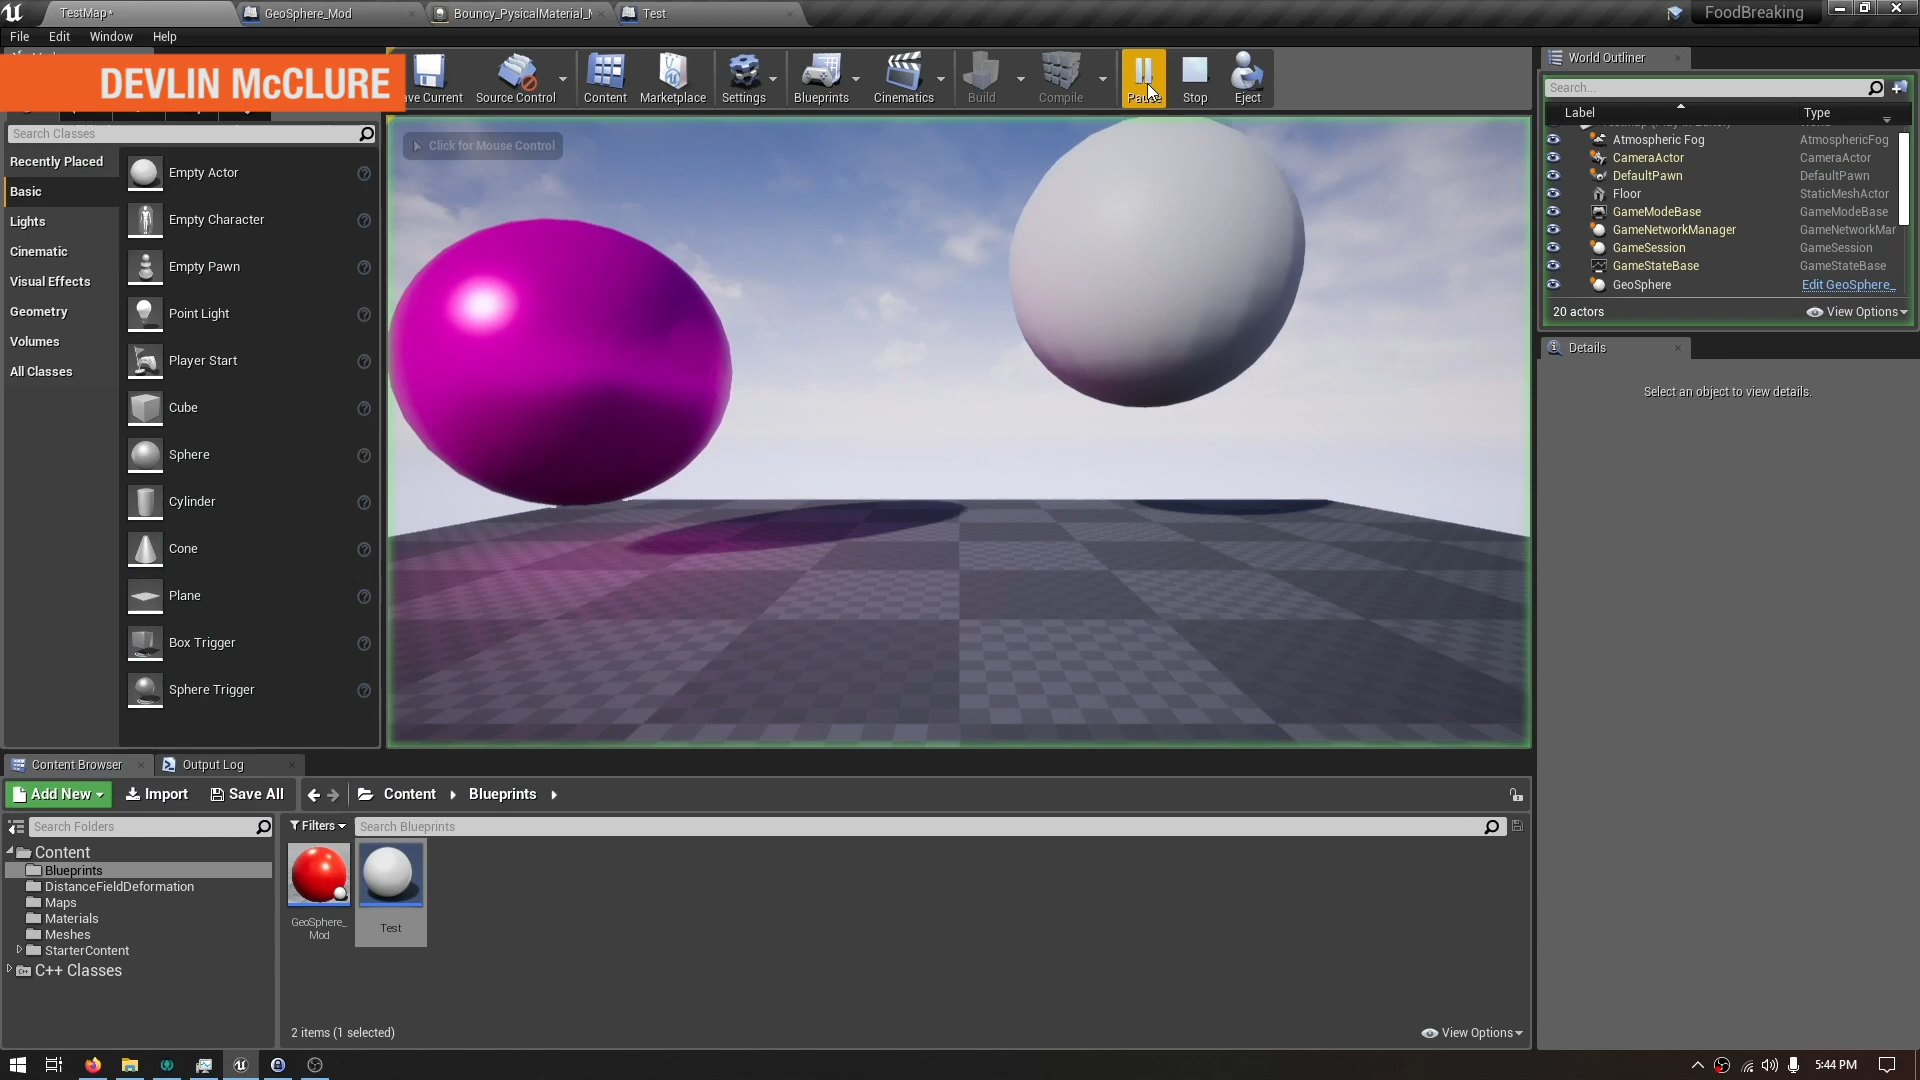 TestMap*
GeoSphere_Mod
Bouncy_PysicalMaterial_M
Test
FoodBreaking
File
Edit
Window
Help
DEVLIN McCLURE
ve Current
Source Control
Content
Marketplace
Settings
Blueprints
Cinematics
Build
Compile
Pause
Stop
Eject
Search Classes
Recently Placed
Basic
Lights
Cinematic
Visual Effects
Geometry
Volumes
All Classes
Empty Actor
Empty Character
Empty Pawn
Point Light
Player Start
Cube
Sphere
Cylinder
Cone
Plane
Box Trigger
Sphere Trigger
Click for Mouse Control
World Outliner
Search...
Label
Type
Atmospheric Fog AtmosphericFog
CameraActor CameraActor
DefaultPawn DefaultPawn
Floor StaticMeshActor
GameModeBase GameModeBase
GameNetworkManager GameNetworkMar
GameSession GameSession
GameStateBase GameStateBase
GeoSphere Edit GeoSphere_
20 actors
View Options
Details
Select an object to view details.
Content Browser
Output Log
Add New
Import
Save All
Content
Blueprints
Search Folders
Filters
Search Blueprints
Content
Blueprints
DistanceFieldDeformation
Maps
Materials
Meshes
StarterContent
C++ Classes
GeoSphere_
Mod
Test
2 items (1 selected)
View Options
5:44 PM